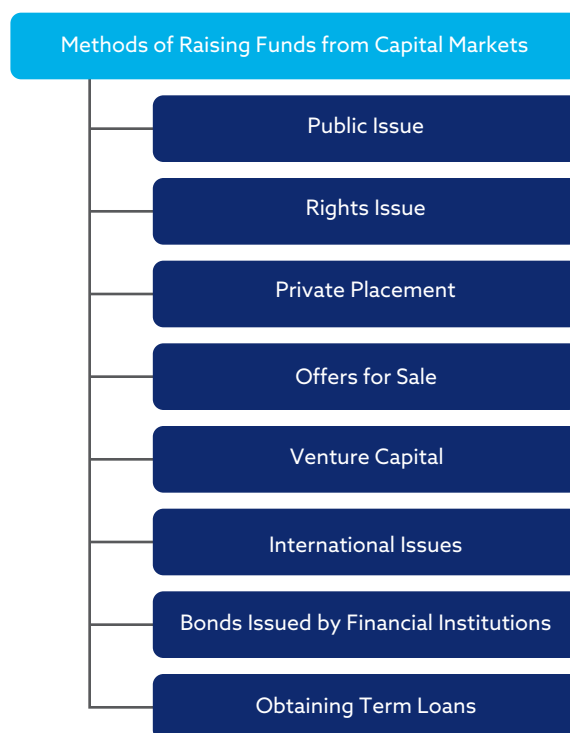 Methods of Raising Funds from Capital Markets
Public Issue
Rights Issue
Private Placement
Offers for Sale
Venture Capital
International Issues
Bonds Issued by Financial Institutions
Obtaining Term Loans